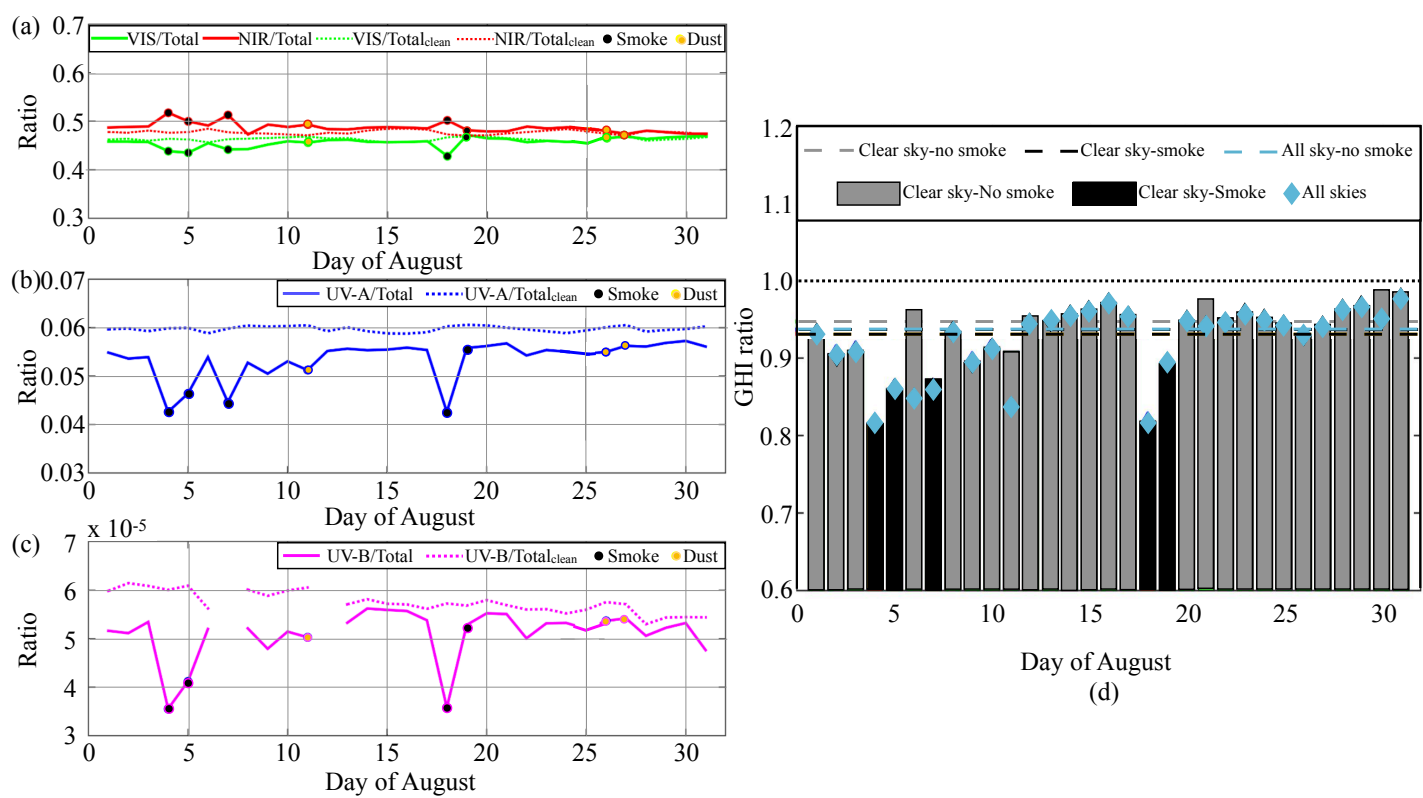 (a)
0.7
0.6
0.5
0.4
0.3
Ratio
VIS/Total NIR/Total VIS/Totalclean NIR/Totalclean Smoke Dust
0 5 10 15 20 25 30
Day of August
(b)
0.07
0.06
0.05
0.04
0.03
Ratio
UV-A/Total UV-A/Totalclean Smoke Dust
0 5 10 15 20 25 30
Day of August
(c)
x 10-5
7
6
5
4
3
Ratio
UV-B/Total UV-B/Totalclean Smoke Dust
0 5 10 15 20 25 30
Day of August
1.2
1.1
1.0
0.9
0.8
0.7
0.6
GHI ratio
Clear sky-no smoke Clear sky-smoke All sky-no smoke
Clear sky-No smoke Clear sky-Smoke All skies
0 5 10 15 20 25 30
Day of August
(d)